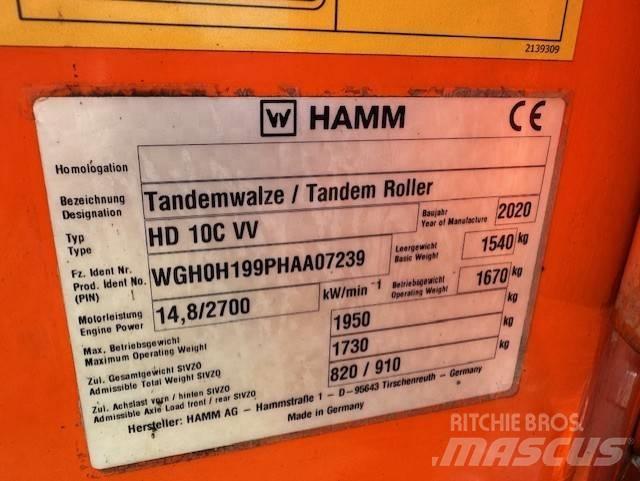 2139309
W HAMM CE
Homologation
Bezeichnung Tandemwalze / Tandem Roller
Designation
Typ HD 10C VV Baujahr 2020
Type Year of Manufacture
Fz. Ident Nr. WGH0H199PHAA07239 Leergewicht 1540 kg
Prod. Ident No. Basic Weight
(PIN)
Motorleistung 14,8/2700 kW/min -1 Betriebsgewicht 1670 kg
Engine Power Operating Weight
Max. Betriebsgewicht 1950 kg
Maximum Operating Weight
Zul. Gesamtgewicht StVZO 1730 kg
Admissible Total Weight StVZO
Zul. Achslast vorn / hinten StVZO 820 / 910 kg
Admissible Axle Load front / rear StVZO
Hersteller: HAMM AG - Hammstraße 1 - D-95643 Tirschenreuth - Germany
Made in Germany
RITCHIE BROS.
MASCUS